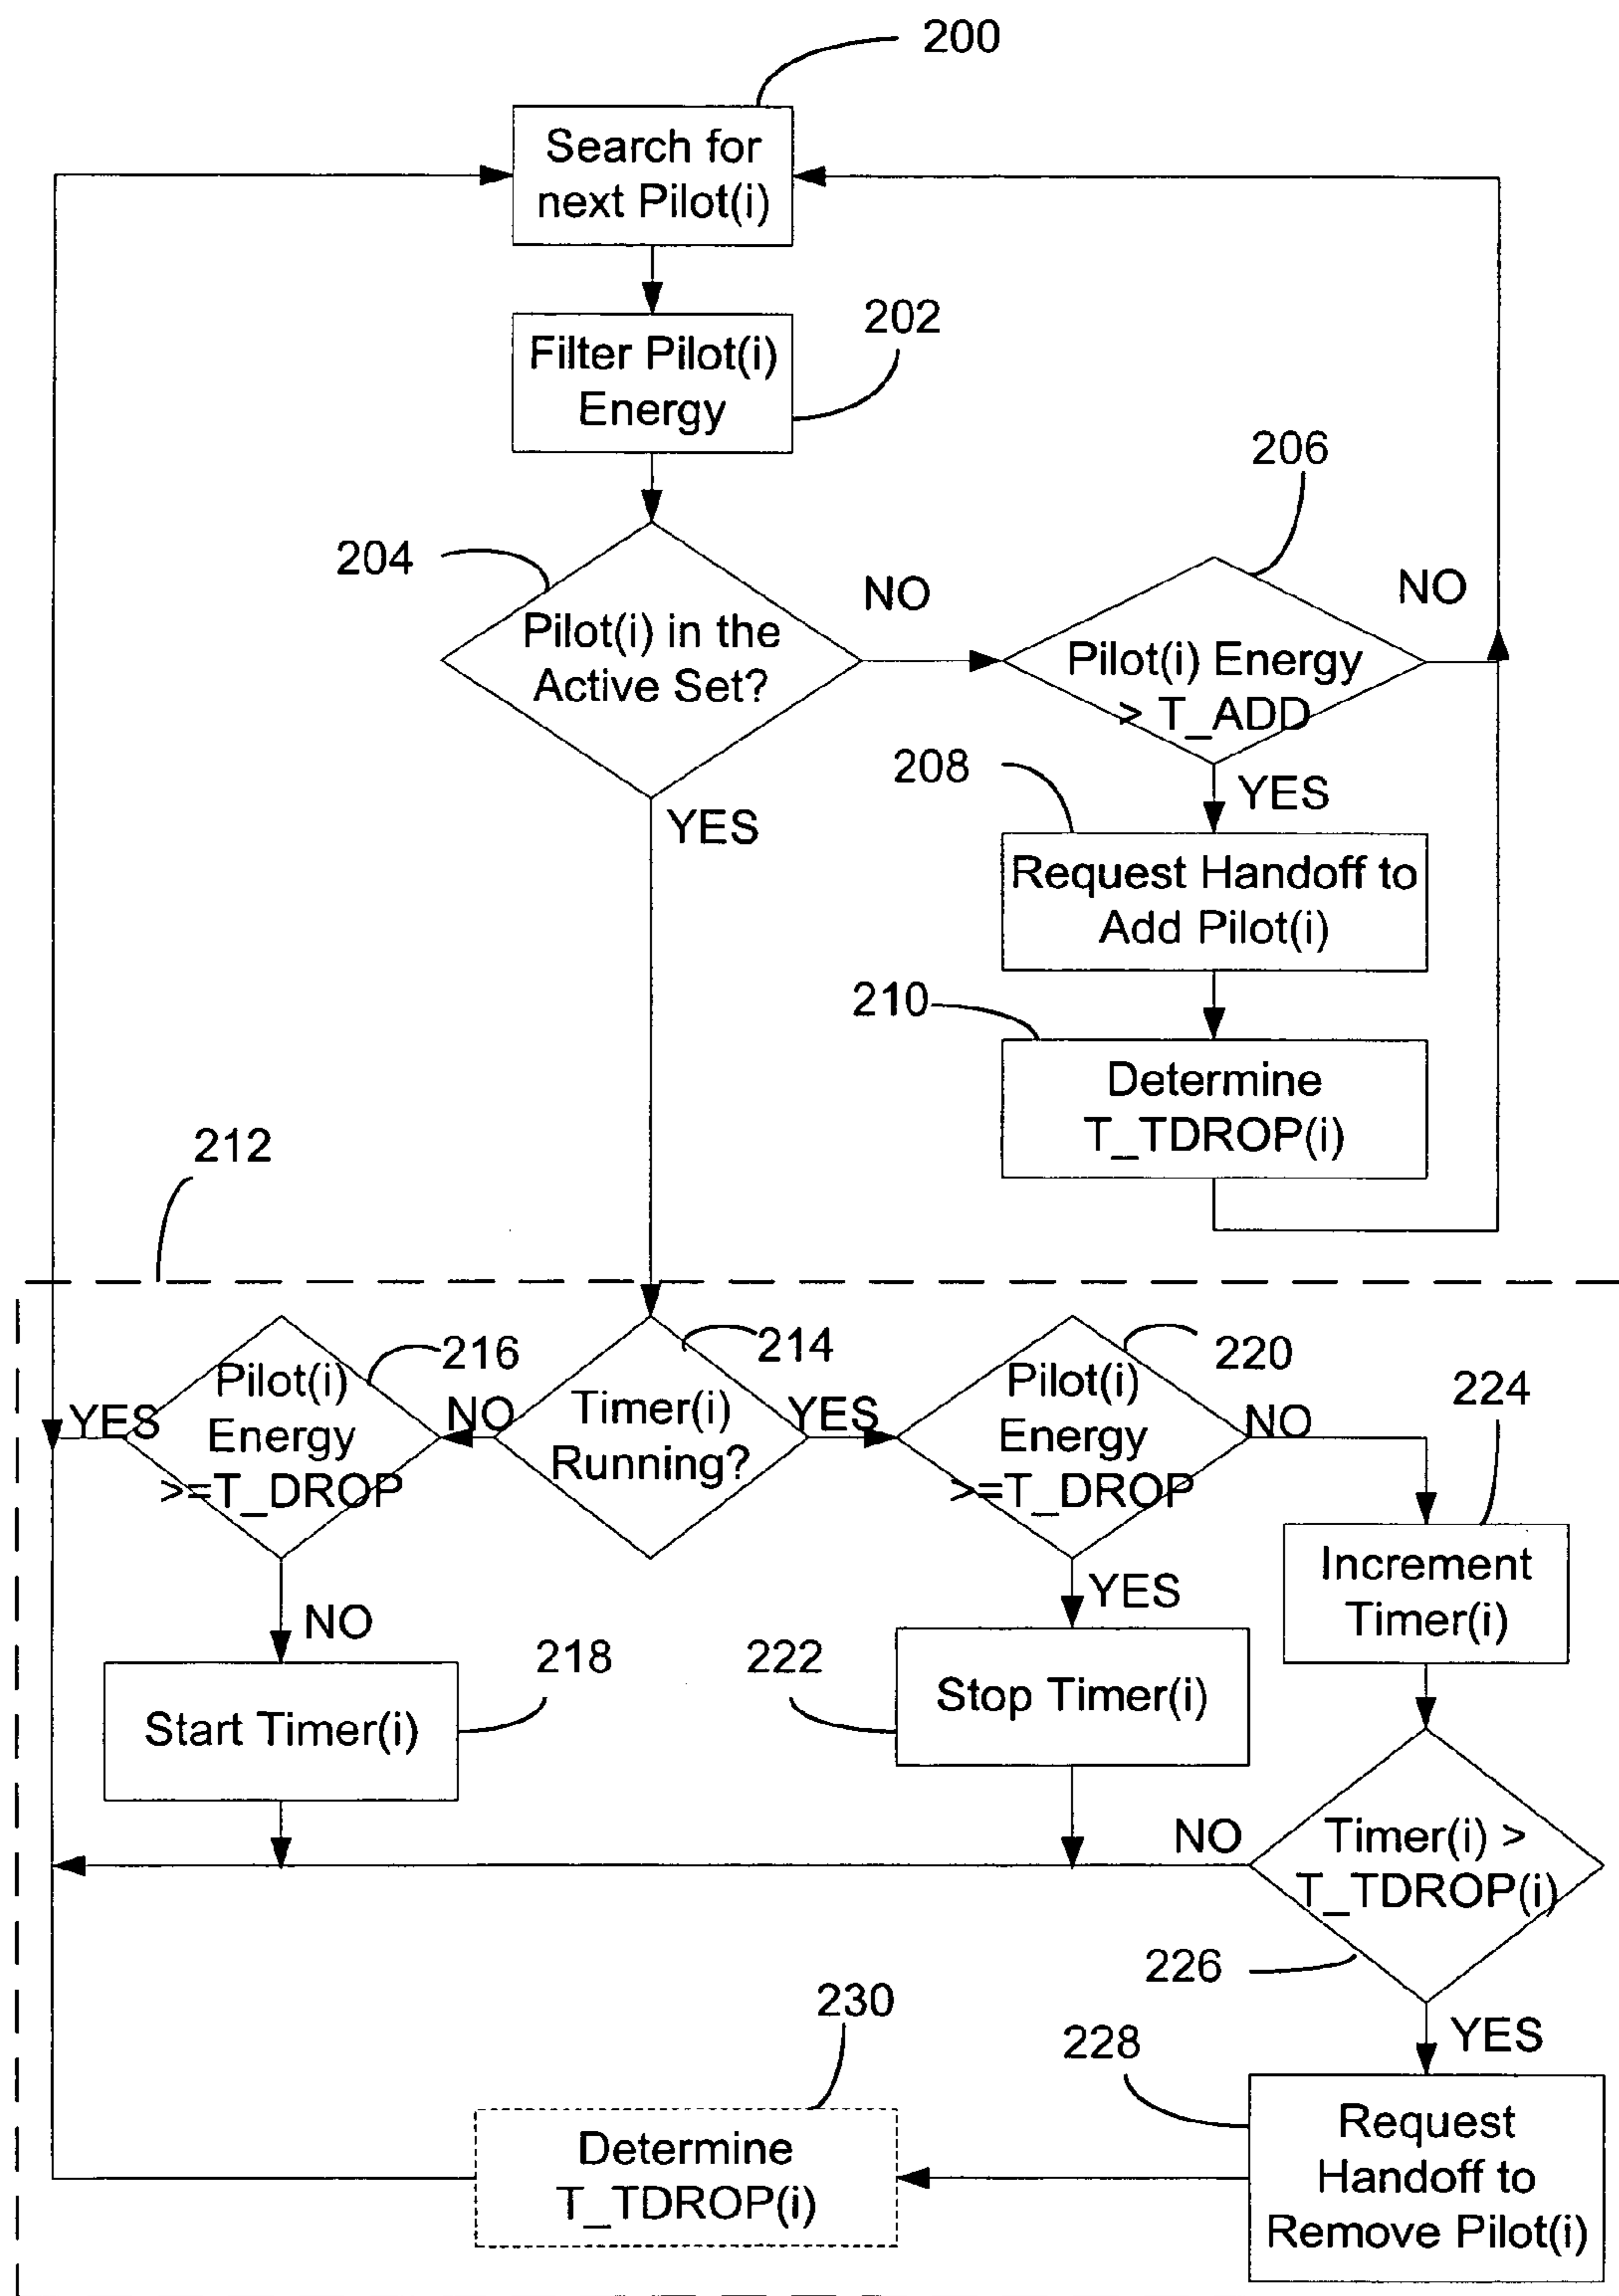 200
Search for
next Pilot(i)
202
Filter Pilot(i)
Energy
204
Pilot(i) in the
Active Set?
NO
YES
206
Pilot(i) Energy
> T_ADD
NO
YES
208
Request Handoff to
Add Pilot(i)
210
Determine
T_TDROP(i)
212
214
Timer(i)
Running?
NO
YES
216
Pilot(i)
Energy
>=T_DROP
YES
NO
218
Start Timer(i)
220
Pilot(i)
Energy
>=T_DROP
NO
YES
222
Stop Timer(i)
224
Increment
Timer(i)
Timer(i) >
T_TDROP(i)
NO
226
YES
228
Request
Handoff to
Remove Pilot(i)
230
Determine
T_TDROP(i)